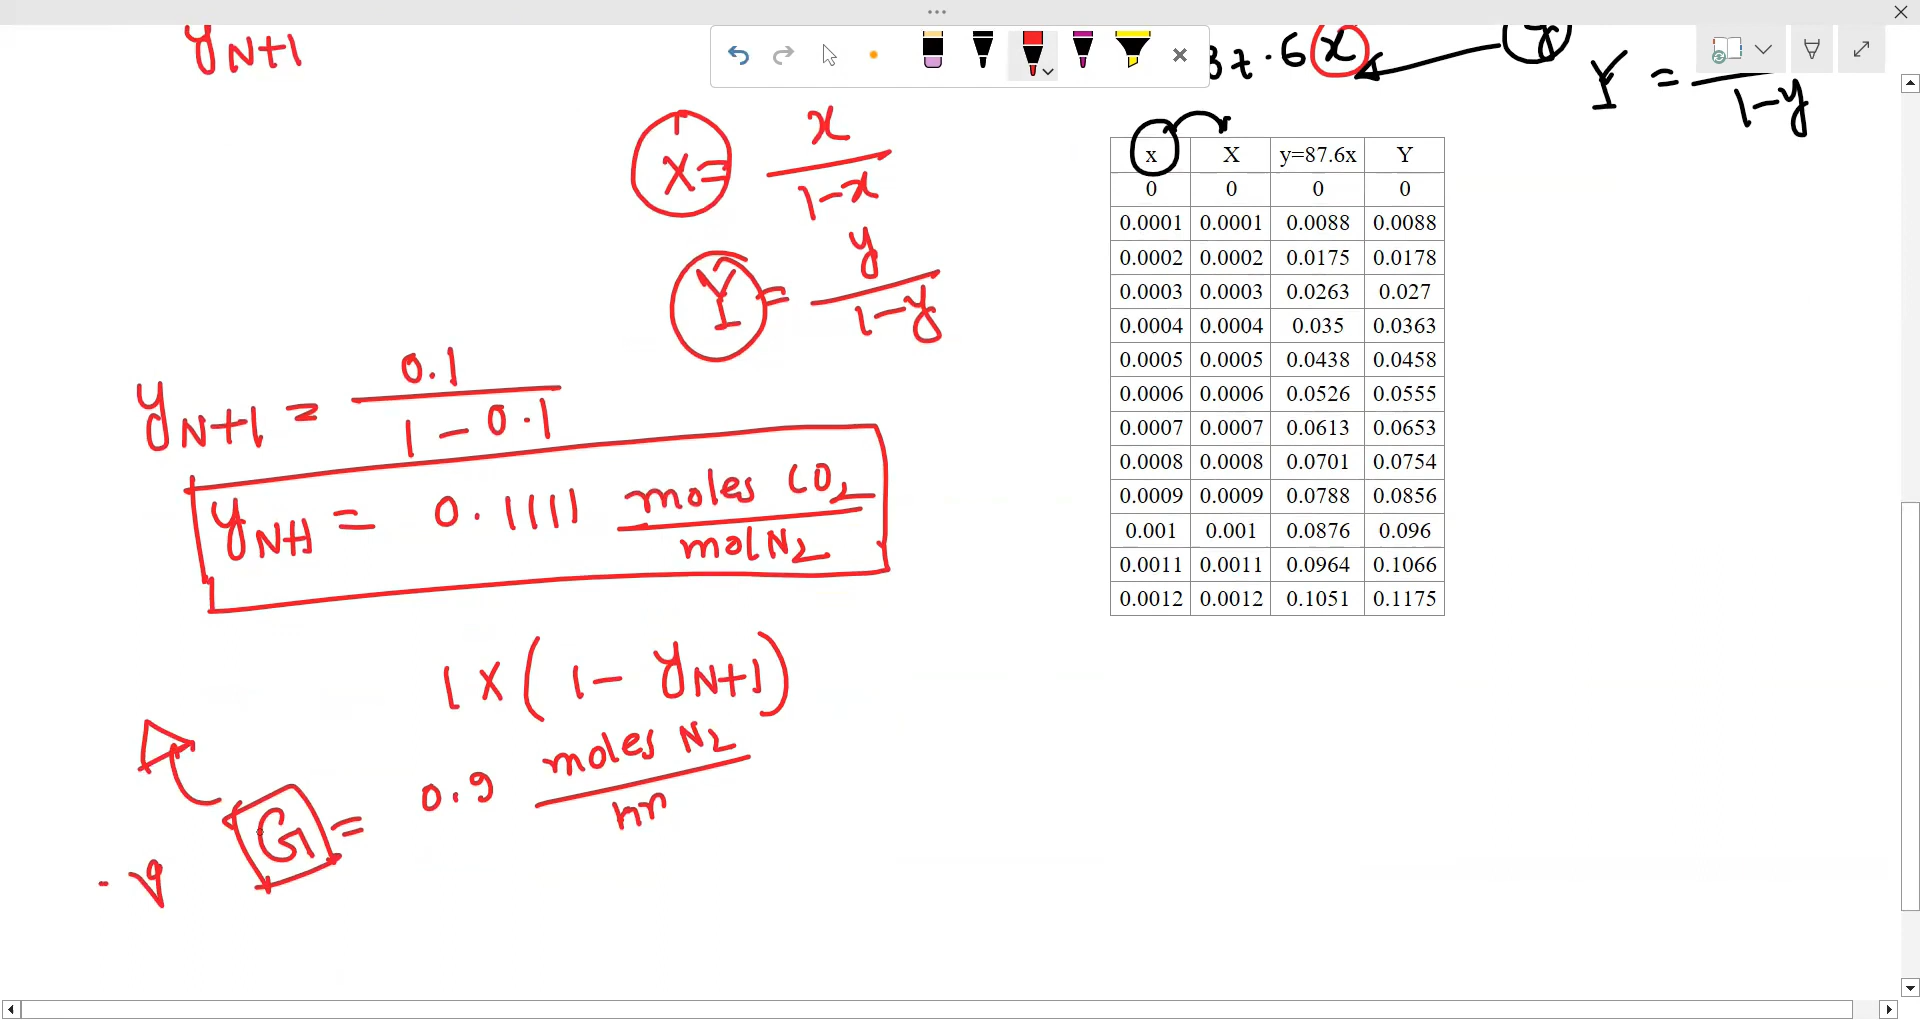 yN+1
87.6x
Y =
1-y
X = x / 1-x
Y = y / 1-y
yN+1 = 0.1 / 1 - 0.1
yN+1 = 0.1111 moles CO2 / mol N2
1 x (1 - yN+1)
G = 0.9 moles N2 / hr
x X y=87.6x Y
0 0 0 0
0.0001 0.0001 0.0088 0.0088
0.0002 0.0002 0.0175 0.0178
0.0003 0.0003 0.0263 0.027
0.0004 0.0004 0.035 0.0363
0.0005 0.0005 0.0438 0.0458
0.0006 0.0006 0.0526 0.0555
0.0007 0.0007 0.0613 0.0653
0.0008 0.0008 0.0701 0.0754
0.0009 0.0009 0.0788 0.0856
0.001 0.001 0.0876 0.096
0.0011 0.0011 0.0964 0.1066
0.0012 0.0012 0.1051 0.1175